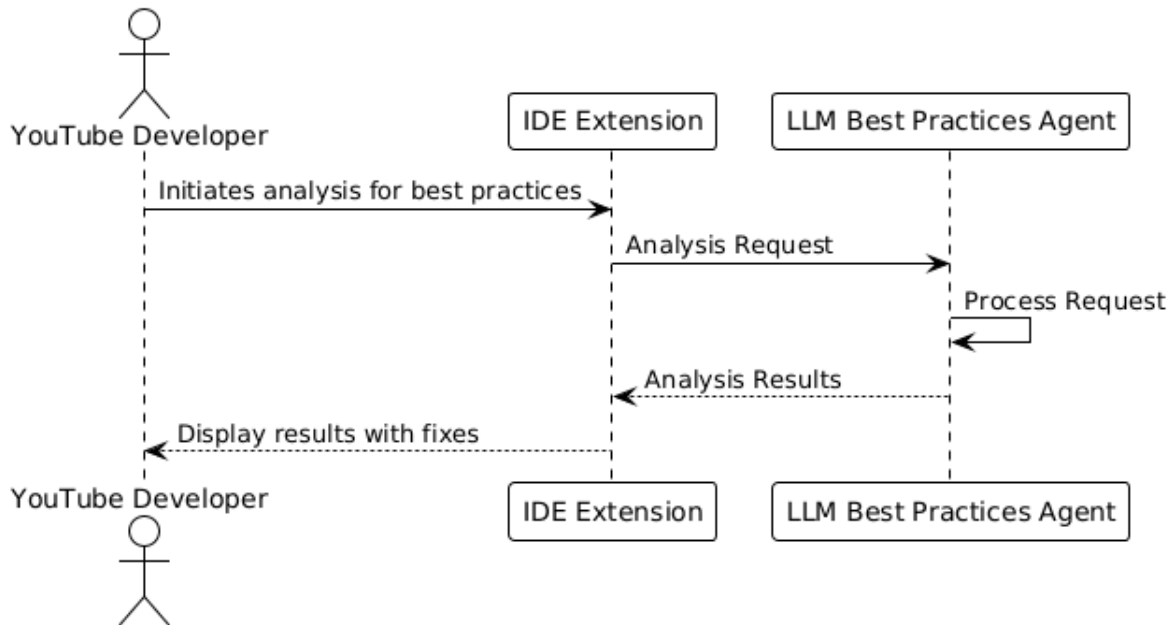 YouTube Developer
IDE Extension
LLM Best Practices Agent
Initiates analysis for best practices
Analysis Request
Process Request
Analysis Results
Display results with fixes
YouTube Developer
IDE Extension
LLM Best Practices Agent